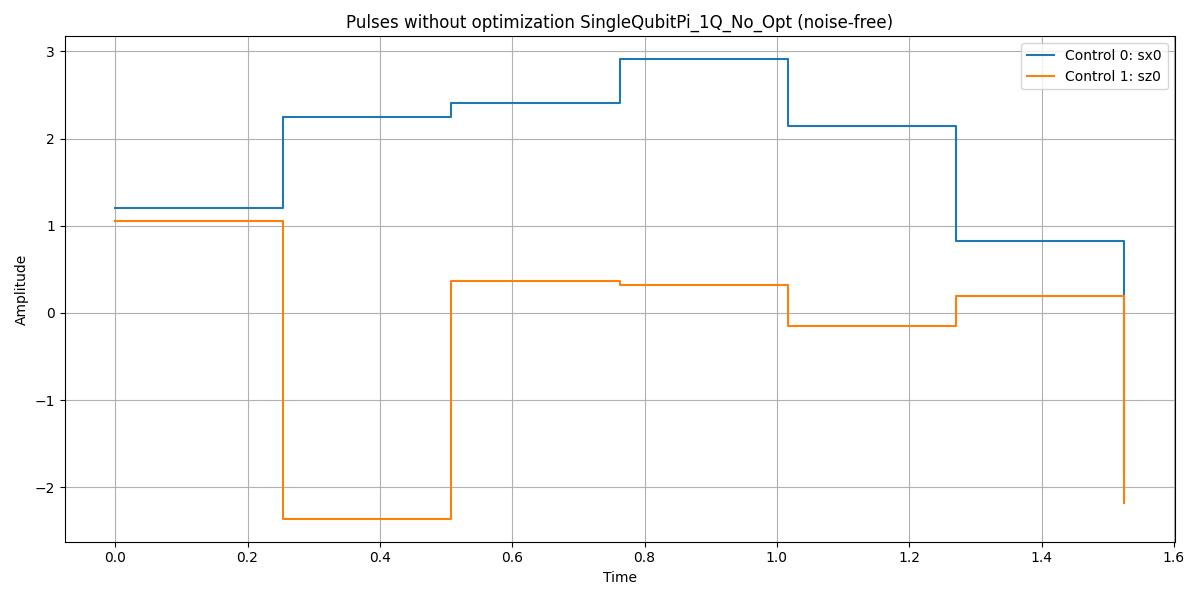 Pulses without optimization SingleQubitPi_1Q_No_Opt (noise-free)
Control 0: sx0
Control 1: sz0
Amplitude
3
2
1
0
−1
−2
0.0 0.2 0.4 0.6 0.8 1.0 1.2 1.4 1.6
Time